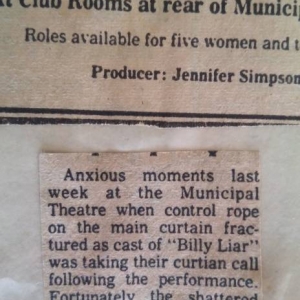 At Club Rooms at rear of Municip
Roles available for five women and t
Producer: Jennifer Simpson
Anxious moments last
week at the Municipal
Theatre when control rope
on the main curtain frac-
tured as cast of "Billy Liar"
was taking their curtian call
following the performance.
Fortunately the shattered